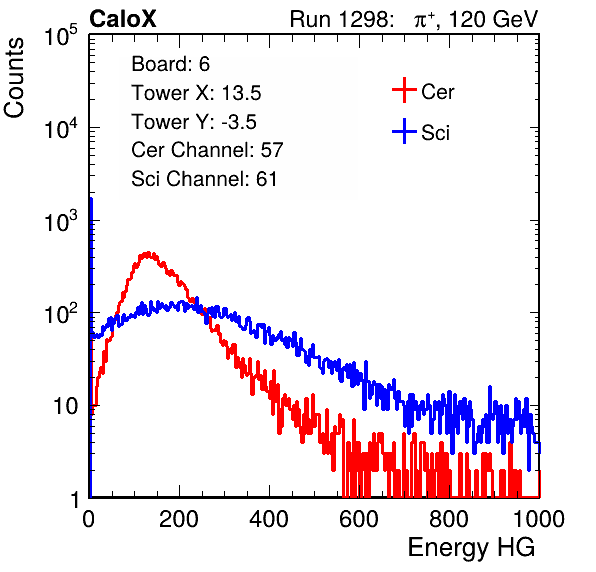 CaloX Run 1298: π⁺, 120 GeV
Counts
10⁵
10⁴
10³
10²
10
1
Board: 6
Tower X: 13.5
Tower Y: -3.5
Cer Channel: 57
Sci Channel: 61
Cer
Sci
0 200 400 600 800 1000
Energy HG